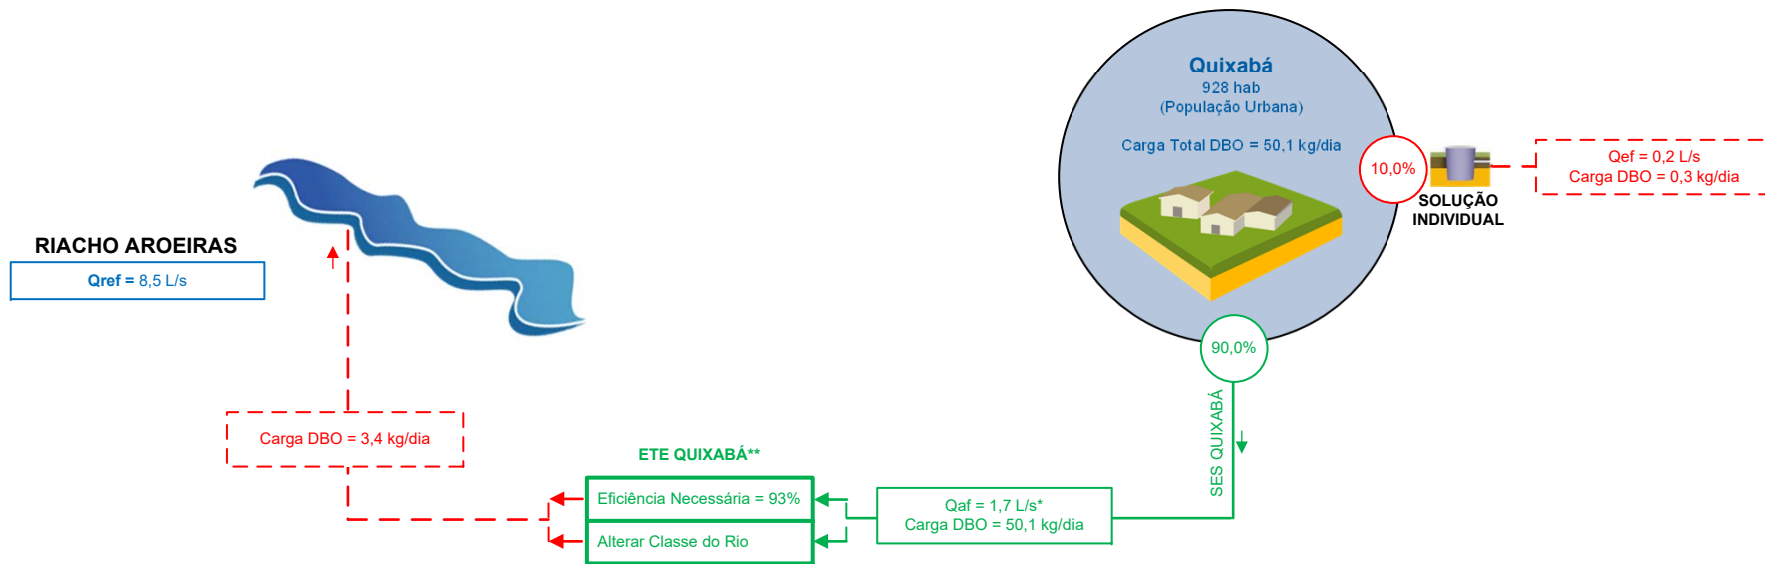 Quixabá
928 hab
(População Urbana)
Carga Total DBO = 50,1 kg/dia
10,0%
SOLUÇÃO
INDIVIDUAL
Qef = 0,2 L/s
Carga DBO = 0,3 kg/dia
90,0%
SES QUIXABÁ
RIACHO AROEIRAS
Qref = 8,5 L/s
Carga DBO = 3,4 kg/dia
ETE QUIXABÁ**
Eficiência Necessária = 93%
Alterar Classe do Rio
Qaf = 1,7 L/s*
Carga DBO = 50,1 kg/dia